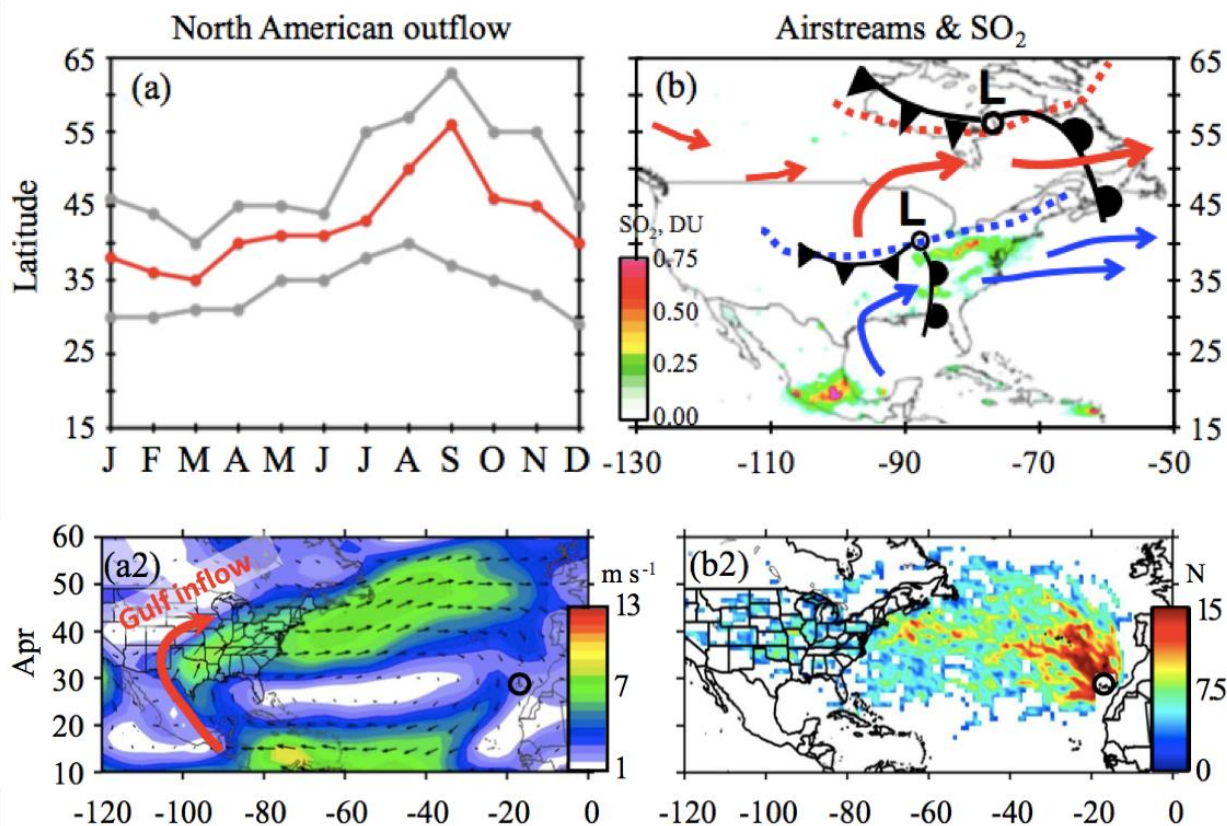 North American outflow
Airstreams & SO₂
65
(a)
55
45
35
25
15
Latitude
J F M A M J J A S O N D
(b)
L
L
SO₂, DU
0.75
0.50
0.25
0.00
65
55
45
35
25
15
-130 -110 -90 -70 -50
60
(a2)
50
40
30
20
10
Apr
Gulf inflow
m s⁻¹
13
7
1
-120 -100 -80 -60 -40 -20 0
(b2)
N
15
7.5
0
-120 -100 -80 -60 -40 -20 0